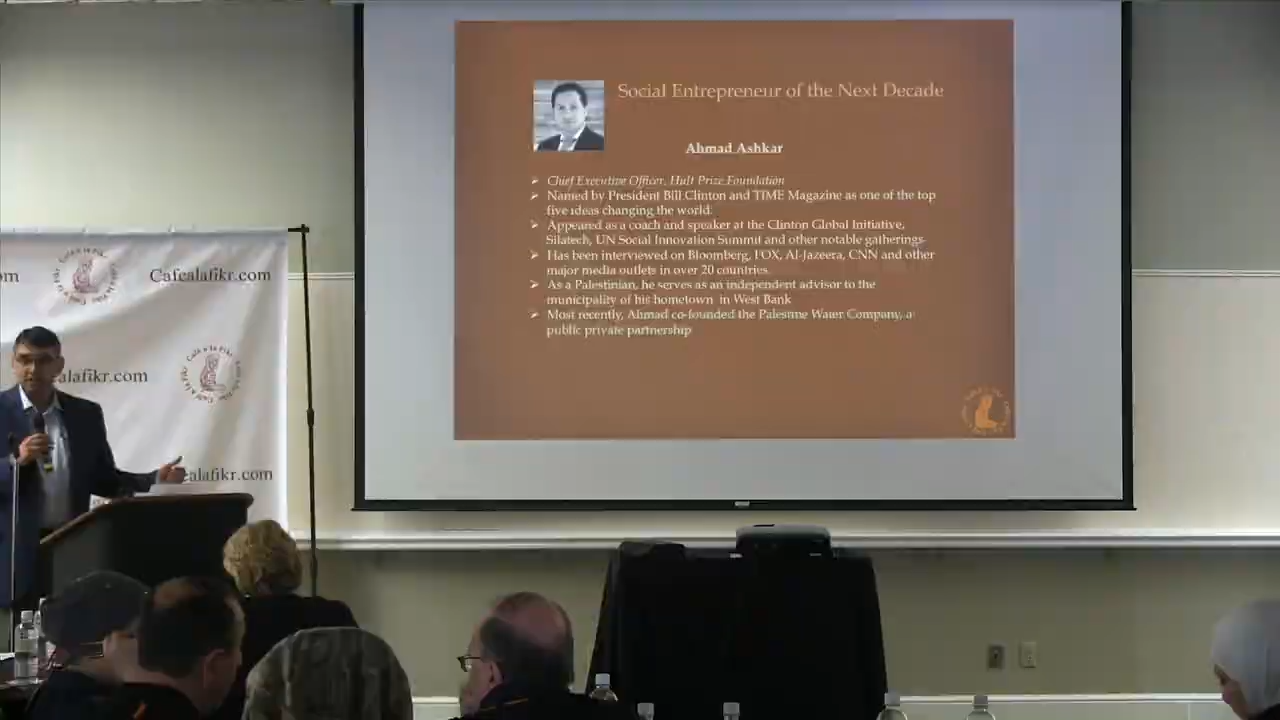 Social Entrepreneur of the Next Decade
Ahmad Ashkar
Chief Executive Officer, Hult Prize Foundation
Named by President Bill Clinton and TIME Magazine as one of the top
five ideas changing the world.
Appeared as a coach and speaker at the Clinton Global Initiative,
Silatech, UN Social Innovation Summit and other notable gatherings
Has been interviewed on Bloomberg, FOX, Al-Jazeera, CNN and other
major media outlets in over 20 countries.
As a Palestinian, he serves as an independent advisor to the
municipality of his hometown in West Bank
Most recently, Ahmad co-founded the Palestine Water Company, a
public private partnership
om
Cafealafikr.com
alafikr.com
alafikr.com